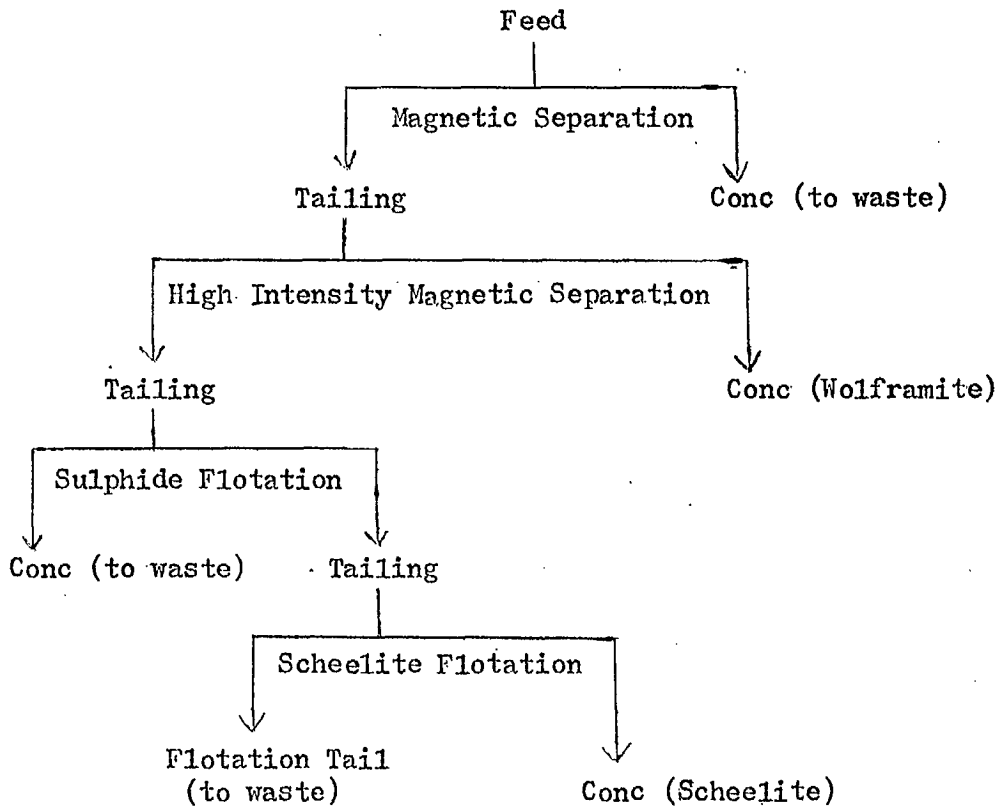 Feed
Magnetic Separation
Tailing
Conc (to waste)
High Intensity Magnetic Separation
Tailing
Conc (Wolframite)
Sulphide Flotation
Conc (to waste)
Tailing
Scheelite Flotation
Flotation Tail
(to waste)
Conc (Scheelite)